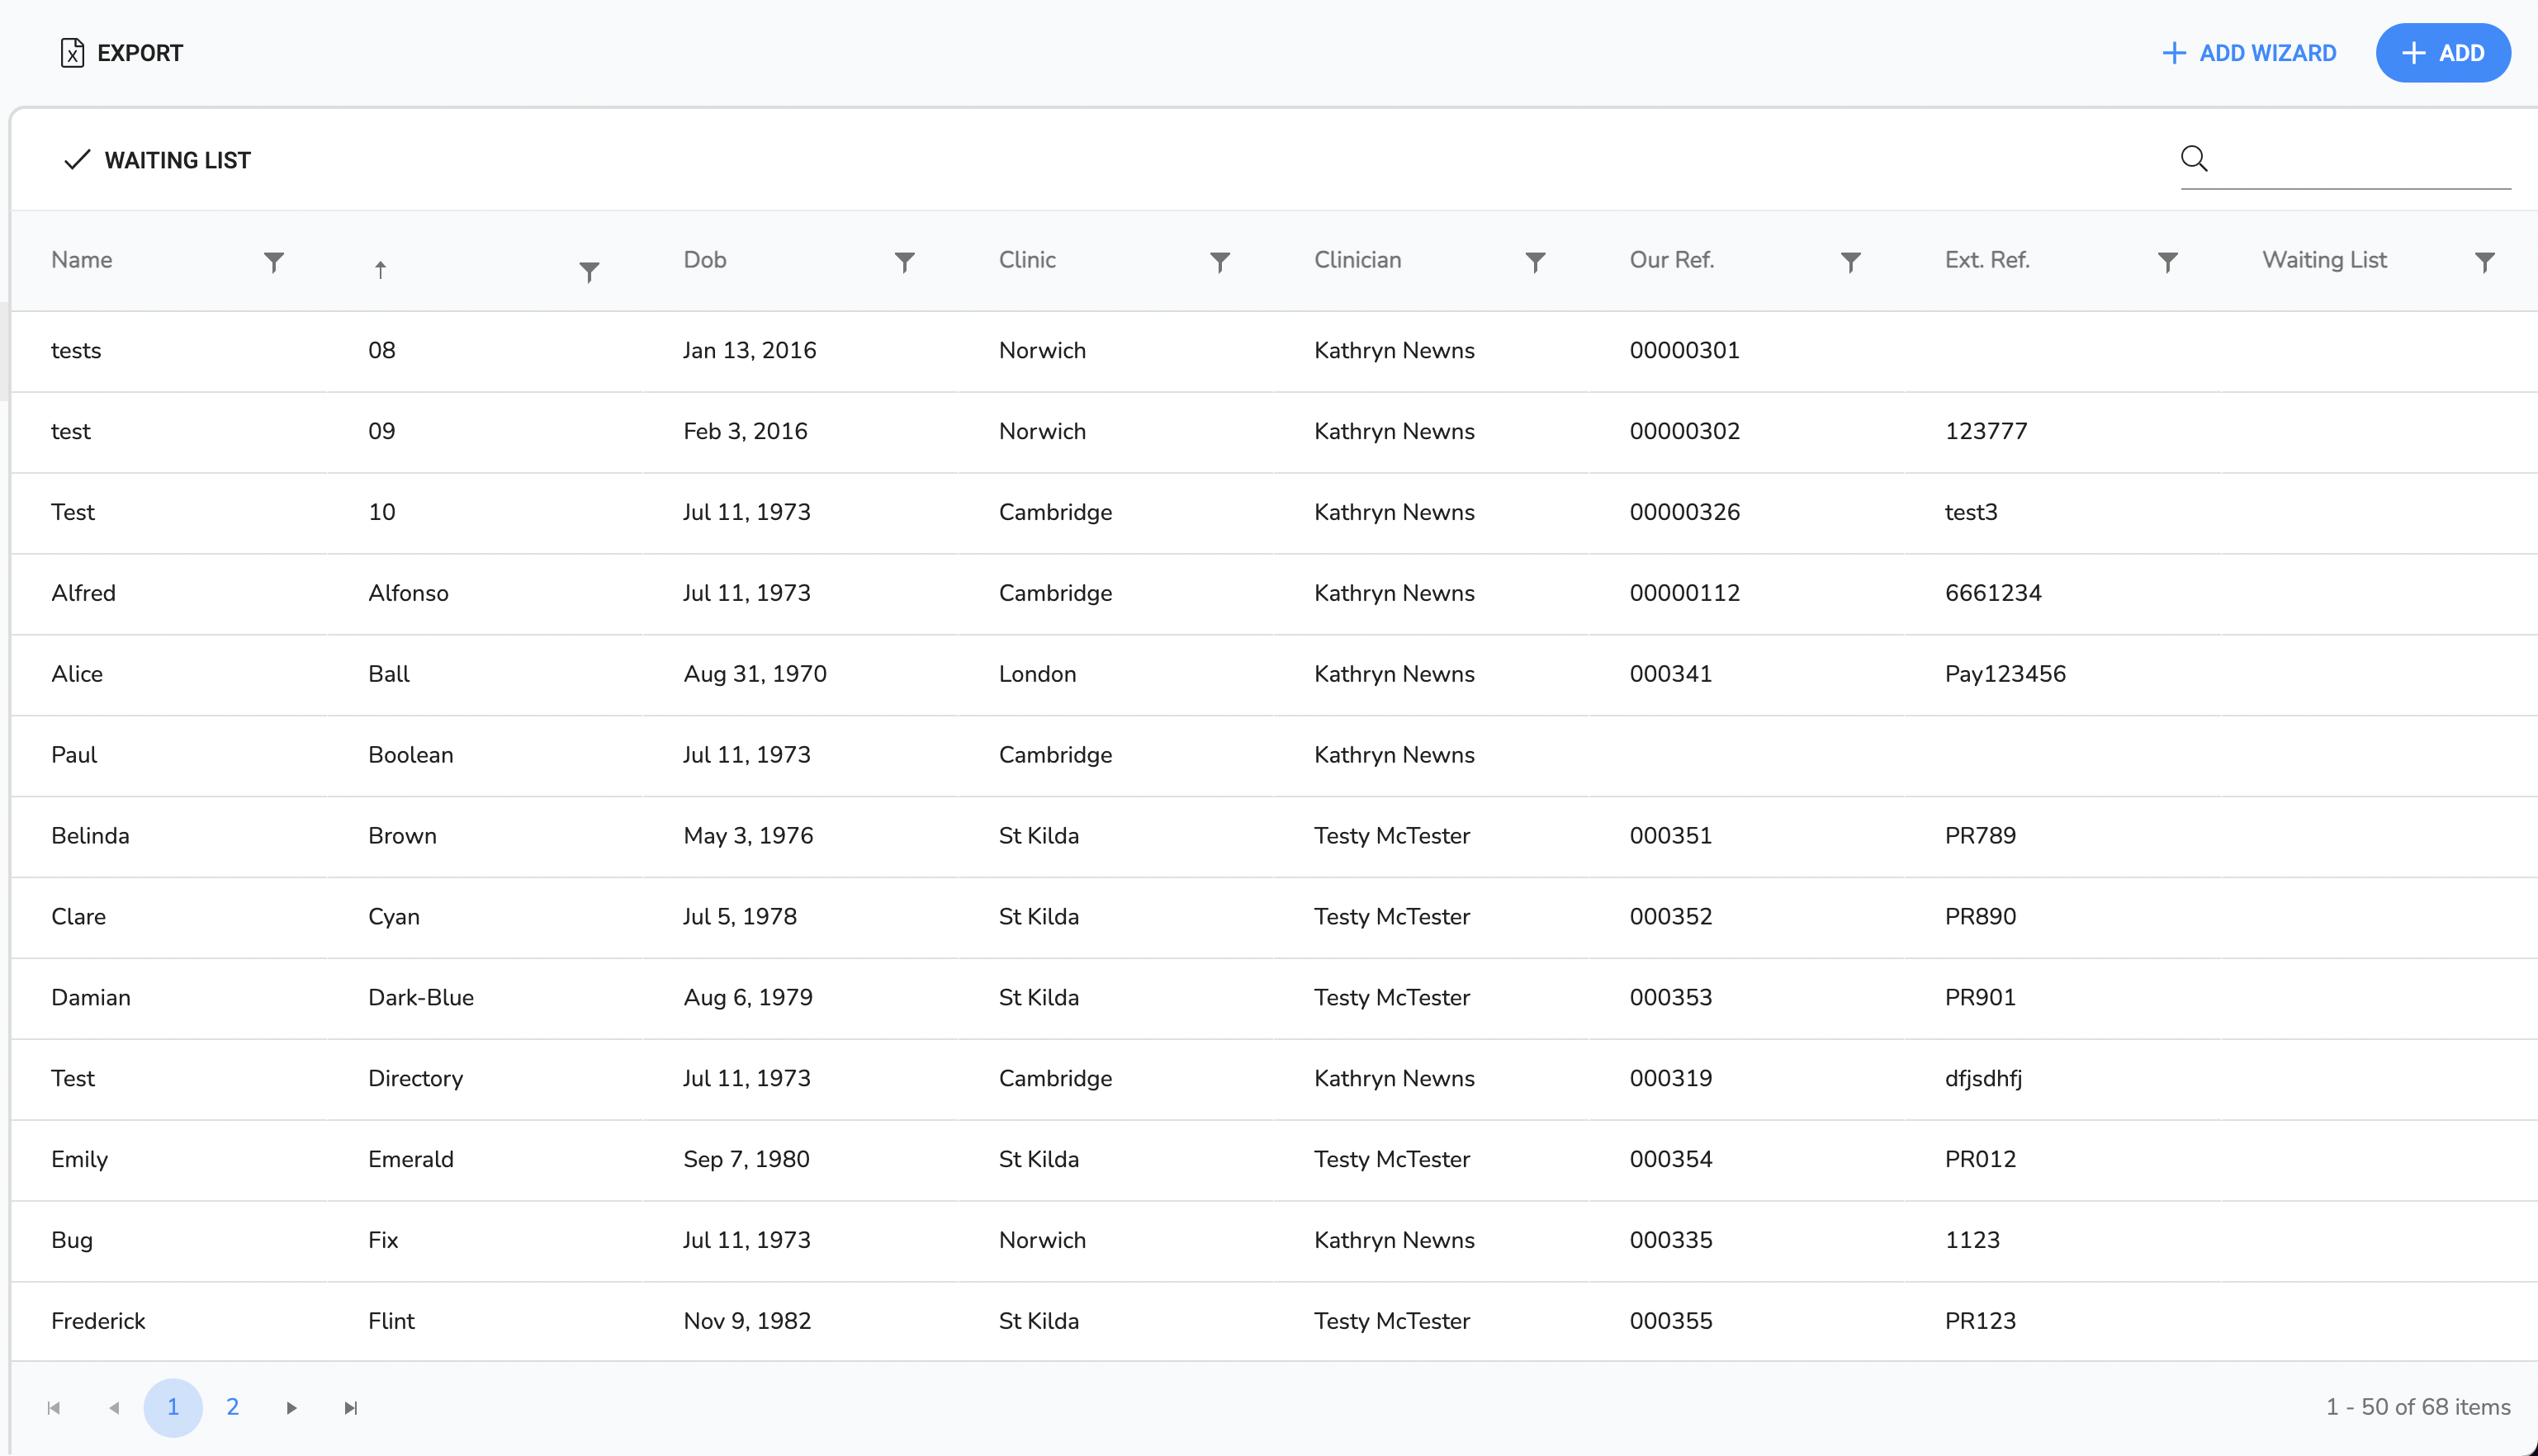 EXPORT ADD WIZARD ADD
WAITING LIST
Name Dob Clinic Clinician Our Ref. Ext. Ref. Waiting List
tests 08 Jan 13, 2016 Norwich Kathryn Newns 00000301
test 09 Feb 3, 2016 Norwich Kathryn Newns 00000302 123777
Test 10 Jul 11, 1973 Cambridge Kathryn Newns 00000326 test3
Alfred Alfonso Jul 11, 1973 Cambridge Kathryn Newns 00000112 6661234
Alice Ball Aug 31, 1970 London Kathryn Newns 000341 Pay123456
Paul Boolean Jul 11, 1973 Cambridge Kathryn Newns
Belinda Brown May 3, 1976 St Kilda Testy McTester 000351 PR789
Clare Cyan Jul 5, 1978 St Kilda Testy McTester 000352 PR890
Damian Dark-Blue Aug 6, 1979 St Kilda Testy McTester 000353 PR901
Test Directory Jul 11, 1973 Cambridge Kathryn Newns 000319 dfjsdhfj
Emily Emerald Sep 7, 1980 St Kilda Testy McTester 000354 PR012
Bug Fix Jul 11, 1973 Norwich Kathryn Newns 000335 1123
Frederick Flint Nov 9, 1982 St Kilda Testy McTester 000355 PR123
1 2 1 - 50 of 68 items